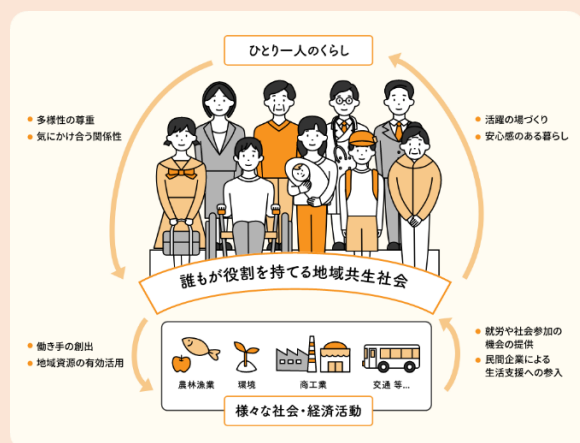 ひとり一人のくらし
● 多様性の尊重
● 気にかけ合う関係性
● 活躍の場づくり
● 安心感のある暮らし
誰もが役割を持てる地域共生社会
● 働き手の創出
● 地域資源の有効活用
● 就労や社会参加の
機会の提供
● 民間企業による
生活支援への参入
農林漁業
環境
商工業
交通 等...
様々な社会・経済活動